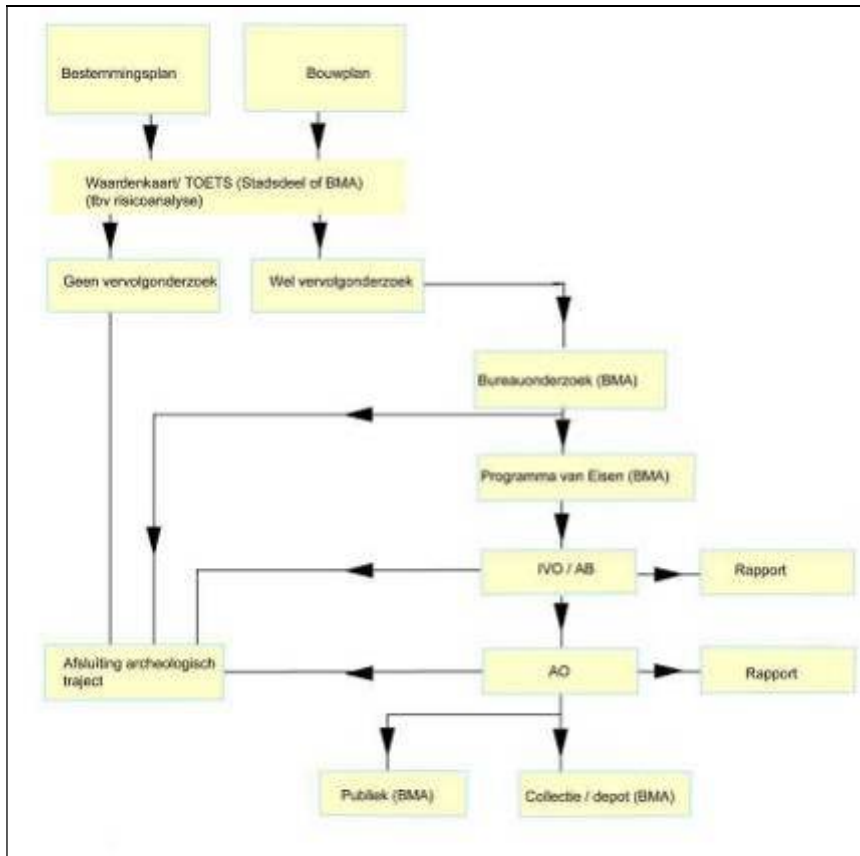 Bestemmingsplan
Bouwplan
Waardenkaart/ TOETS (Stadsdeel of BMA)
(tbv risicoanalyse)
Geen vervolgonderzoek
Wel vervolgonderzoek
Bureauonderzoek (BMA)
Programma van Eisen (BMA)
IVO / AB
Rapport
Afsluiting archeologisch
traject
AO
Rapport
Publiek (BMA)
Collectie / depot (BMA)